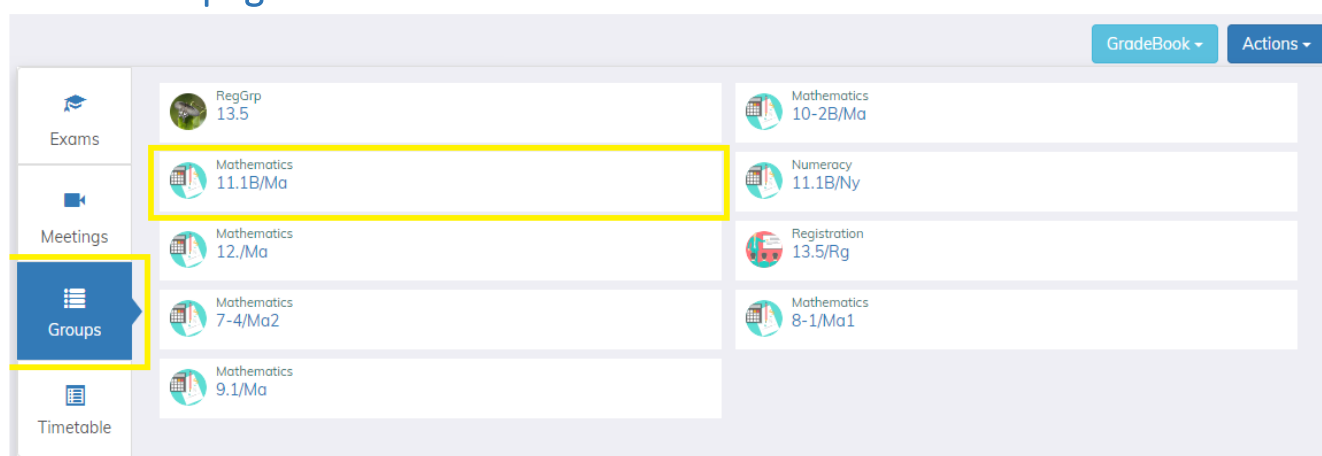 GradeBook
Actions
Exams
Meetings
Groups
Timetable
RegGrp
13.5
Mathematics
10-2B/Ma
Mathematics
11.1B/Ma
Numeracy
11.1B/Ny
Mathematics
12./Ma
Registration
13.5/Rg
Mathematics
7-4/Ma2
Mathematics
8-1/Ma1
Mathematics
9.1/Ma